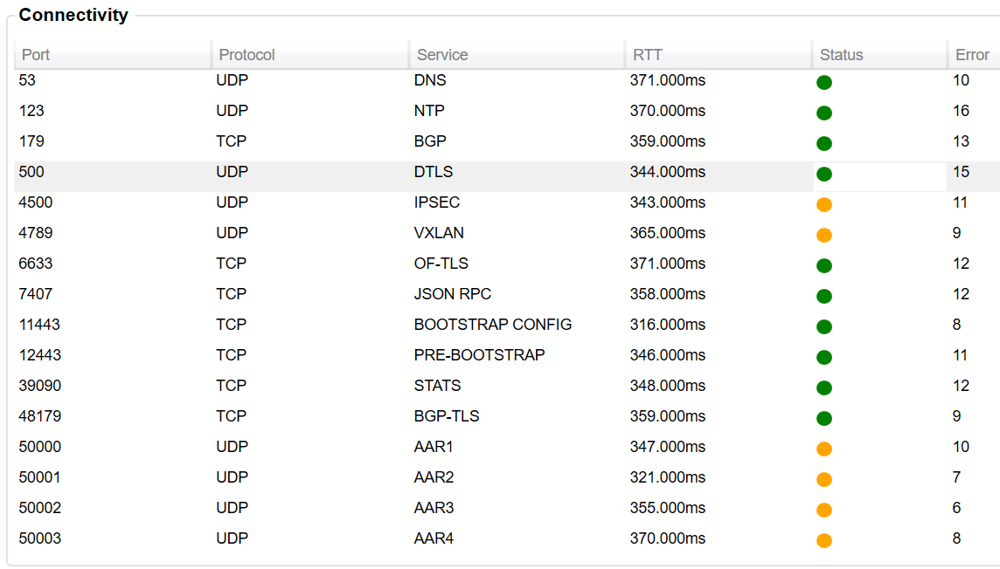 Connectivity
Port Protocol Service RTT Status Error
53 UDP DNS 371.000ms 10
123 UDP NTP 370.000ms 16
179 TCP BGP 359.000ms 13
500 UDP DTLS 344.000ms 15
4500 UDP IPSEC 343.000ms 11
4789 UDP VXLAN 365.000ms 9
6633 TCP OF-TLS 371.000ms 12
7407 TCP JSON RPC 358.000ms 12
11443 TCP BOOTSTRAP CONFIG 316.000ms 8
12443 TCP PRE-BOOTSTRAP 346.000ms 11
39090 TCP STATS 348.000ms 12
48179 TCP BGP-TLS 359.000ms 9
50000 UDP AAR1 347.000ms 10
50001 UDP AAR2 321.000ms 7
50002 UDP AAR3 355.000ms 6
50003 UDP AAR4 370.000ms 8